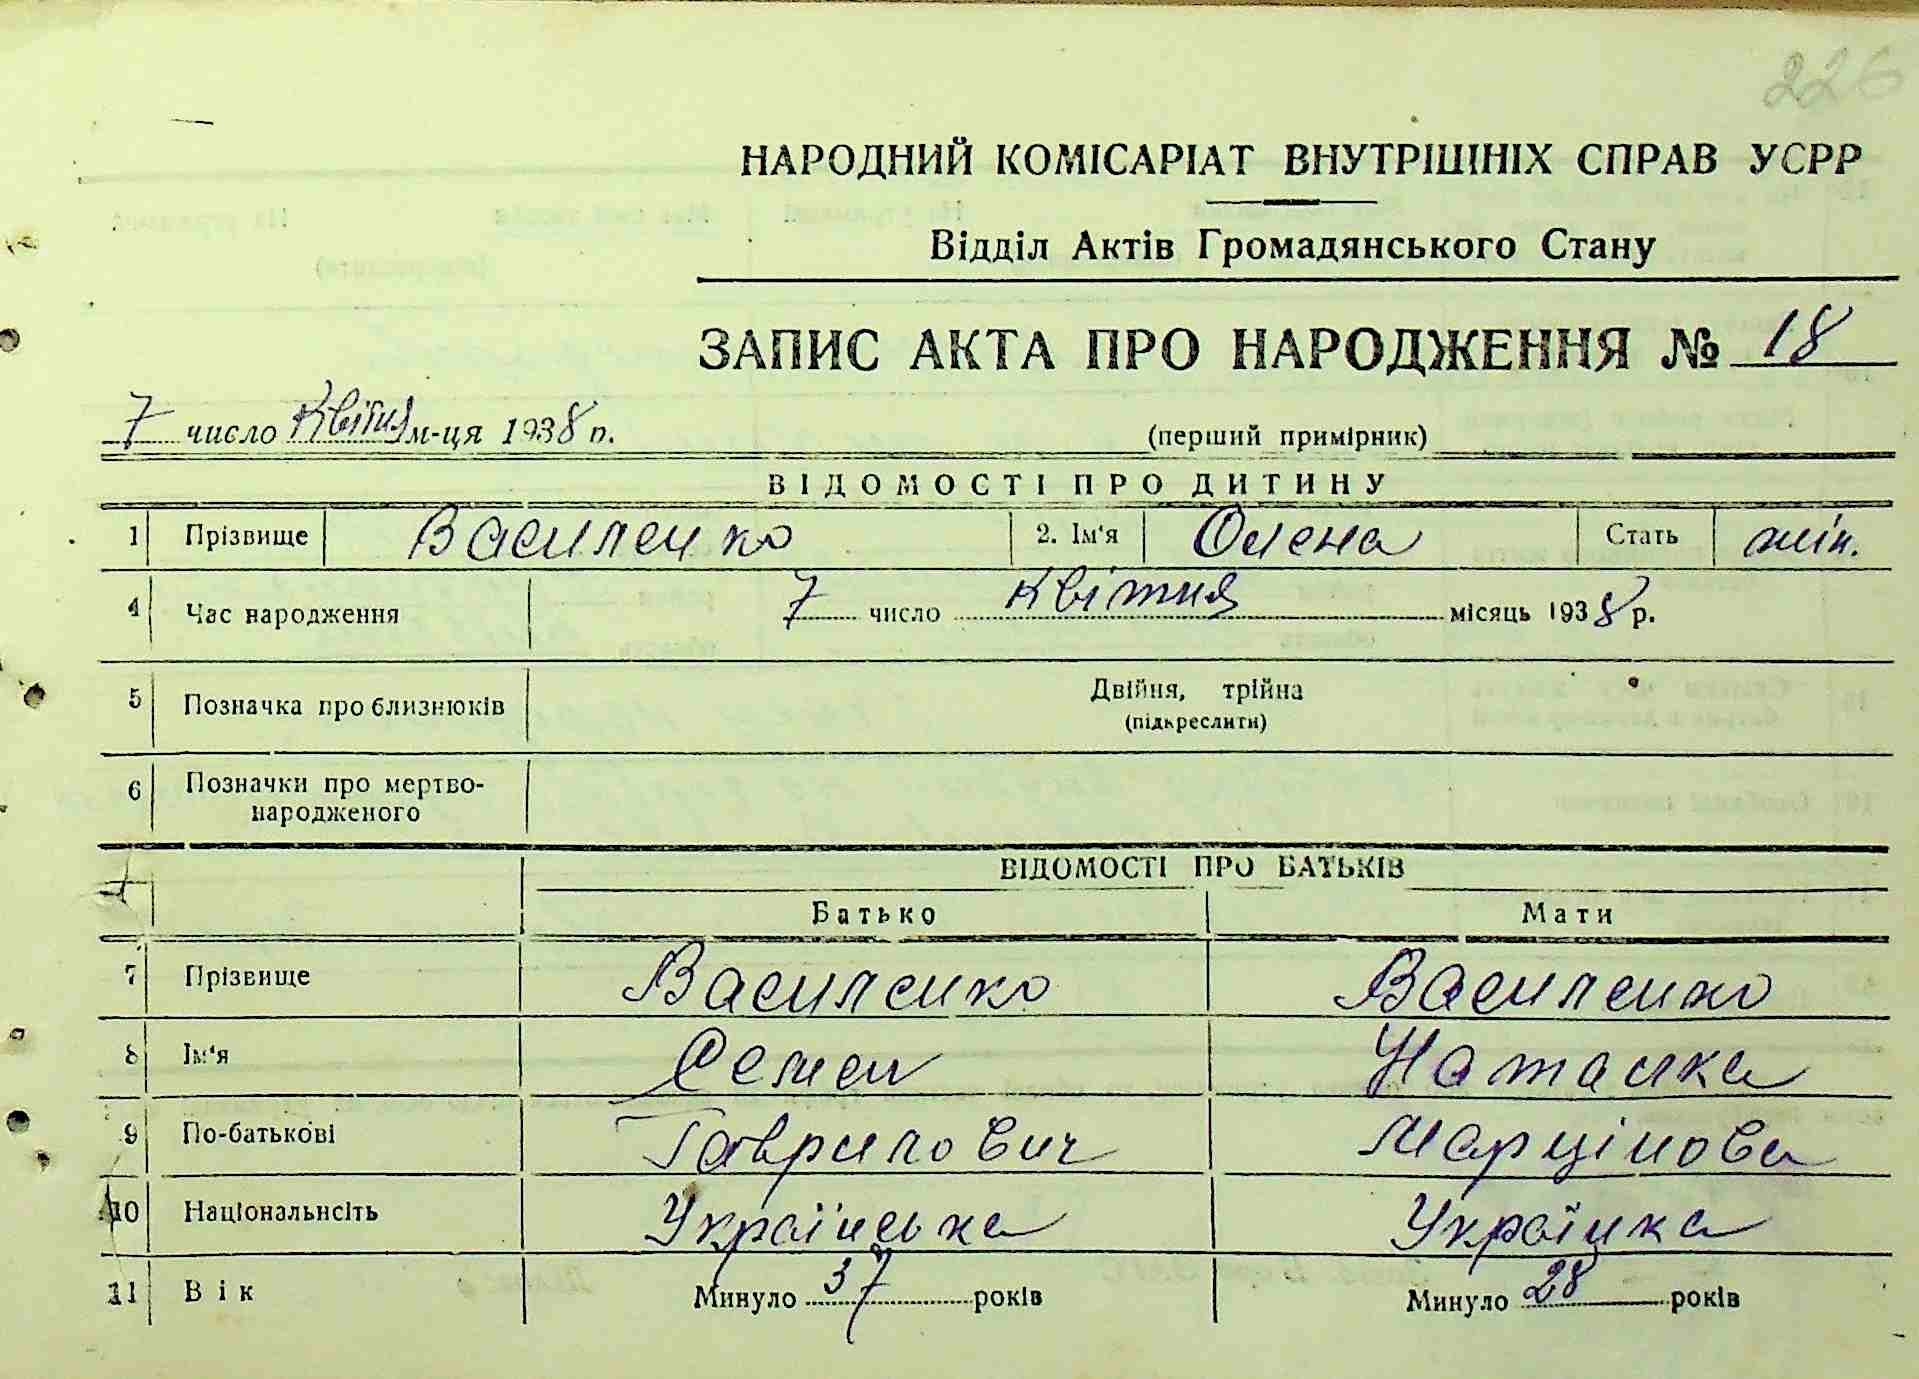 226
НАРОДНИЙ КОМІСАРІАТ ВНУТРІШІНІХ СПРАВ УСРР
Відділ Актів Громадянського Стану
ЗАПИС АКТА ПРО НАРОДЖЕННЯ № 18
7 число Квітня м-ця 1938 р. (перший примірник)
ВІДОМОСТІ ПРО ДИТИНУ
1 Прізвище Василенко 2. Ім'я Олена Стать жін.
4 Час народження 7 число Квітня місяць 1938 р.
5 Позначка про близнюків Двійня, трійна
(підкреслити)
6 Позначки про мертво-
народженого
ВІДОМОСТІ ПРО БАТЬКІВ
Батько Мати
7 Прізвище Василенко Василенко
8 Ім'я Семен Наталка
9 По-батькові Гаврилович Марцінова
10 Національнсіть Українська Українка
11 Вік Минуло 37 років Минуло 28 років